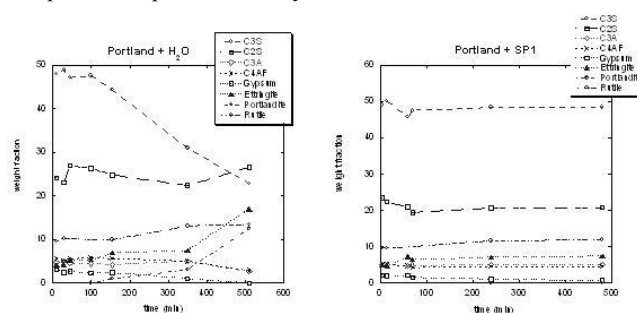 Portland + H2O
C3S
C2S
C3A
C4AF
Gypsum
Ettringite
Portlandite
Rutile
weight fraction
50
40
30
20
10
0
0 100 200 300 400 500 600
time (min)
Portland + SP1
C3S
C2S
C3A
C4AF
Gypsum
Ettringite
Portlandite
Rutile
weight fraction
60
50
40
30
20
10
0
0 100 200 300 400 500
time (min)